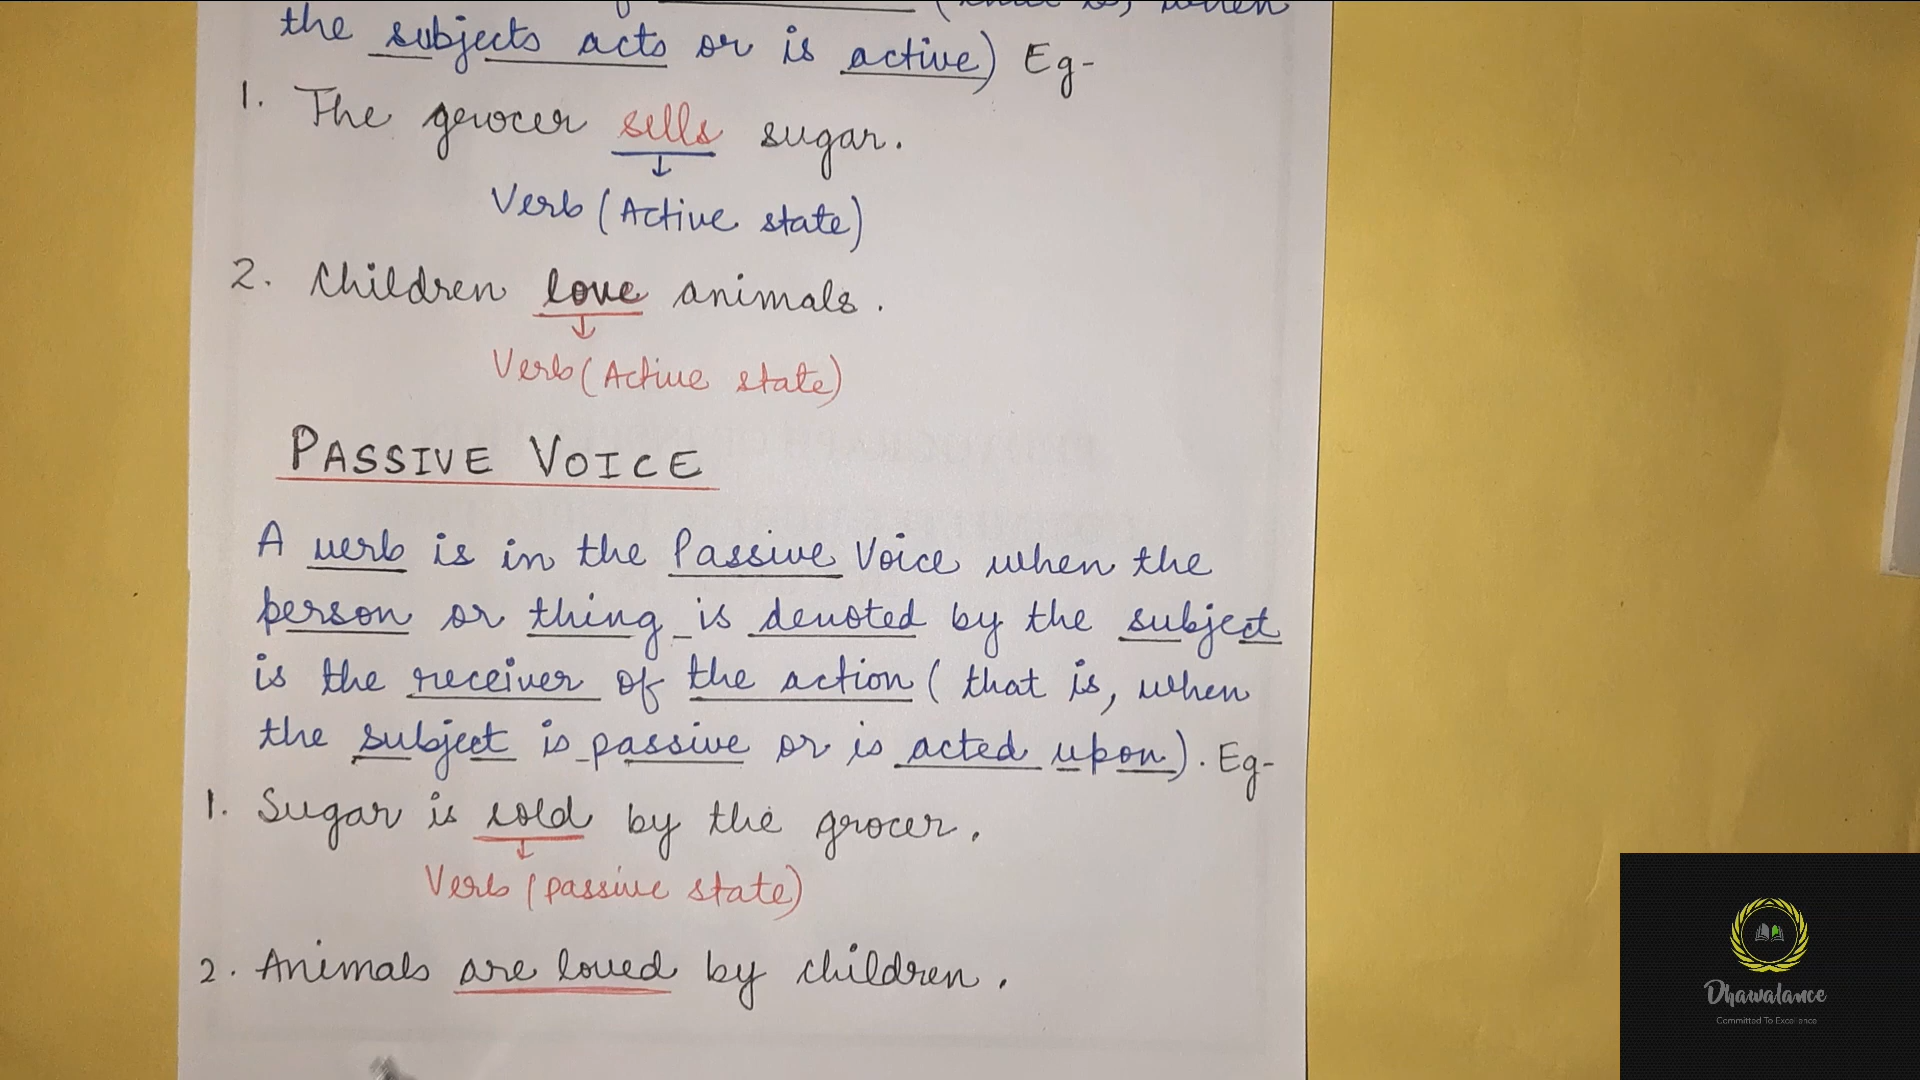 the subjects acts or is active) Eg-
1. The grocer sells sugar.
Verb (Active state)
2. Children love animals.
Verb (Active state)
PASSIVE VOICE
A verb is in the Passive Voice when the
person or thing is denoted by the subject
is the receiver of the action (that is, when
the subject is passive or is acted upon). Eg-
1. Sugar is sold by the grocer.
Verb (passive state)
2. Animals are loved by children.
Dhawalance
Committed To Excellence